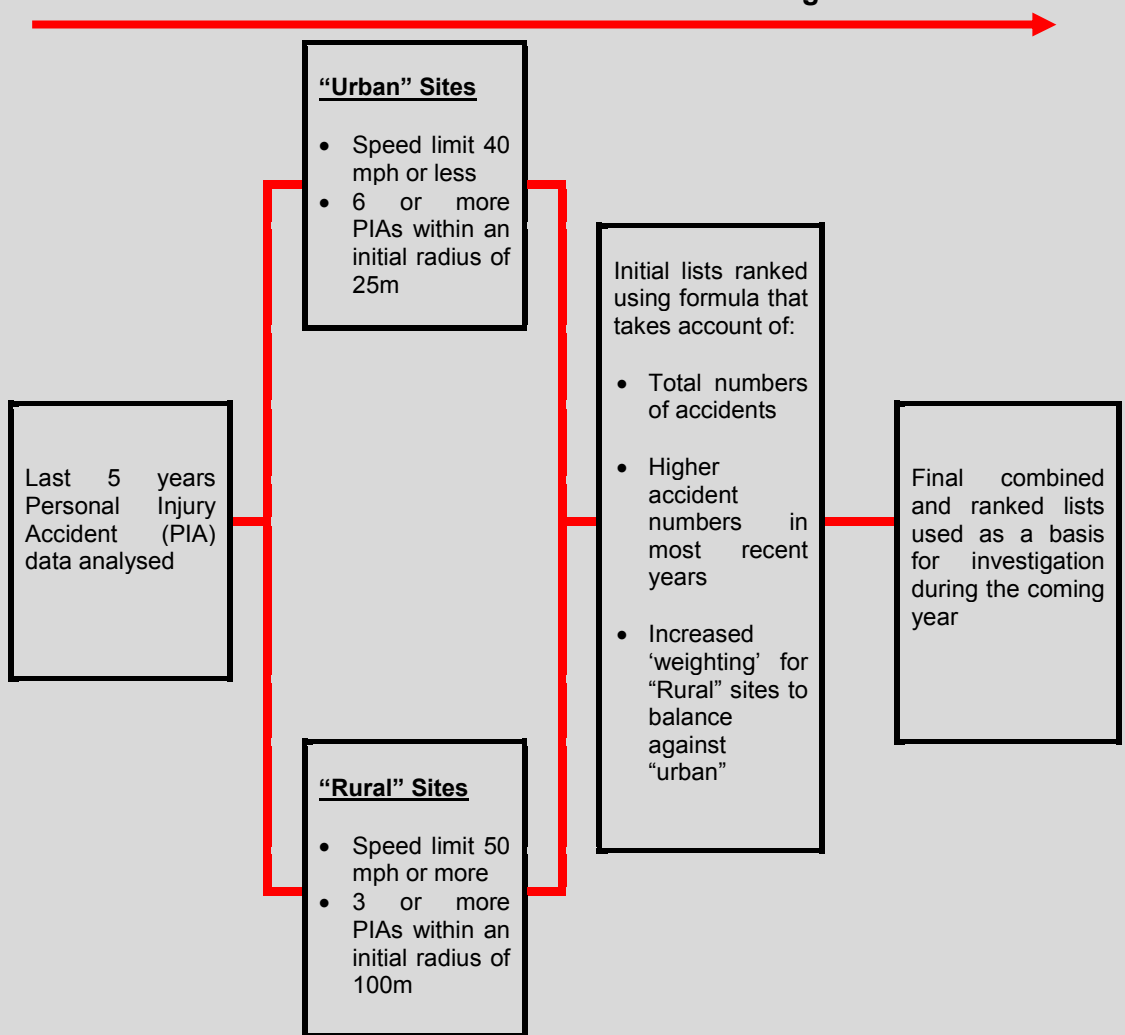 Last 5 years
Personal Injury
Accident (PIA)
data analysed
“Urban” Sites
• Speed limit 40
mph or less
• 6 or more
PIAs within an
initial radius of
25m
“Rural” Sites
• Speed limit 50
mph or more
• 3 or more
PIAs within an
initial radius of
100m
Initial lists ranked
using formula that
takes account of:
• Total numbers
of accidents
• Higher
accident
numbers in
most recent
years
• Increased
‘weighting’ for
“Rural” sites to
balance
against
“urban”
Final combined
and ranked lists
used as a basis
for investigation
during the coming
year